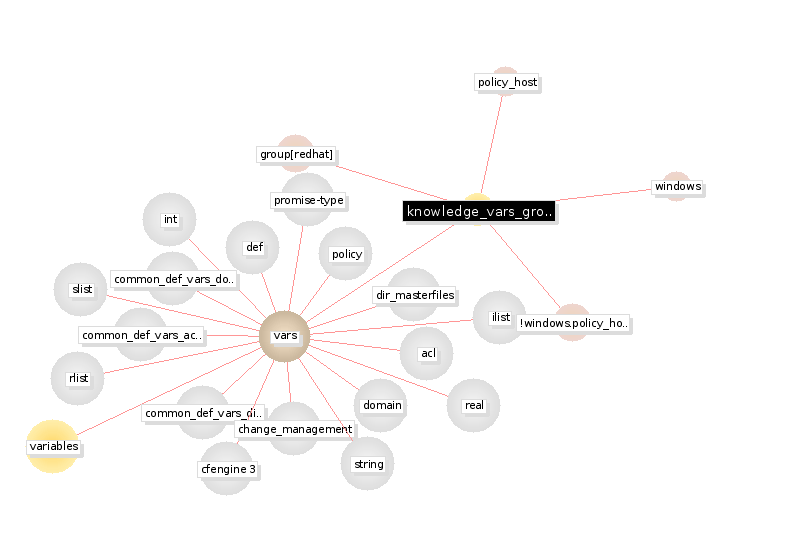 policy_host
group[redhat]
windows
promise-type
knowledge_vars_gro..
int
def
policy
common_def_vars_do..
slist
dir_masterfiles
ilist
!windows.policy_ho..
common_def_vars_ac..
vars
acl
rlist
domain
real
common_def_vars_di..
change_management
variables
cfengine 3
string